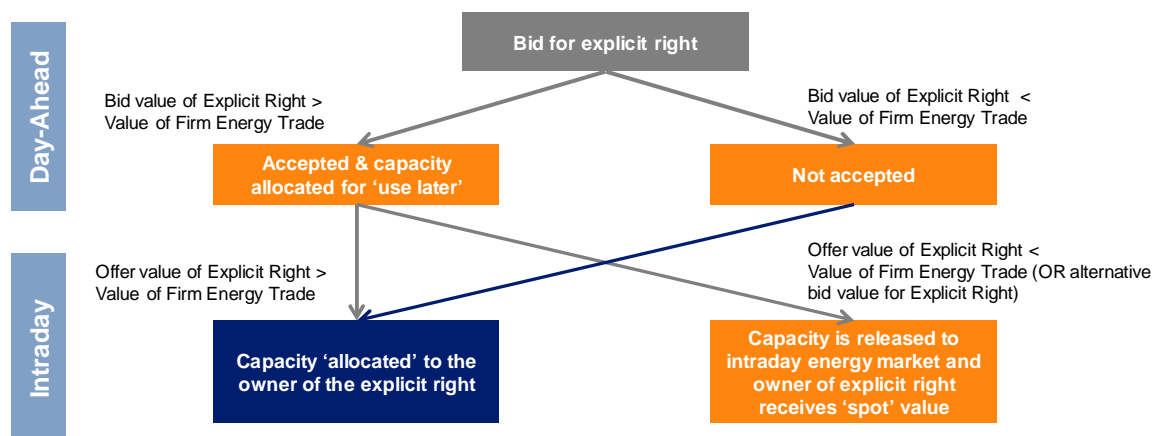 Day-Ahead
Bid for explicit right
Bid value of Explicit Right >
Value of Firm Energy Trade
Bid value of Explicit Right <
Value of Firm Energy Trade
Accepted & capacity
allocated for ‘use later’
Not accepted
Intraday
Offer value of Explicit Right >
Value of Firm Energy Trade
Offer value of Explicit Right <
Value of Firm Energy Trade (OR alternative
bid value for Explicit Right)
Capacity ‘allocated’ to the
owner of the explicit right
Capacity is released to
intraday energy market and
owner of explicit right
receives ‘spot’ value